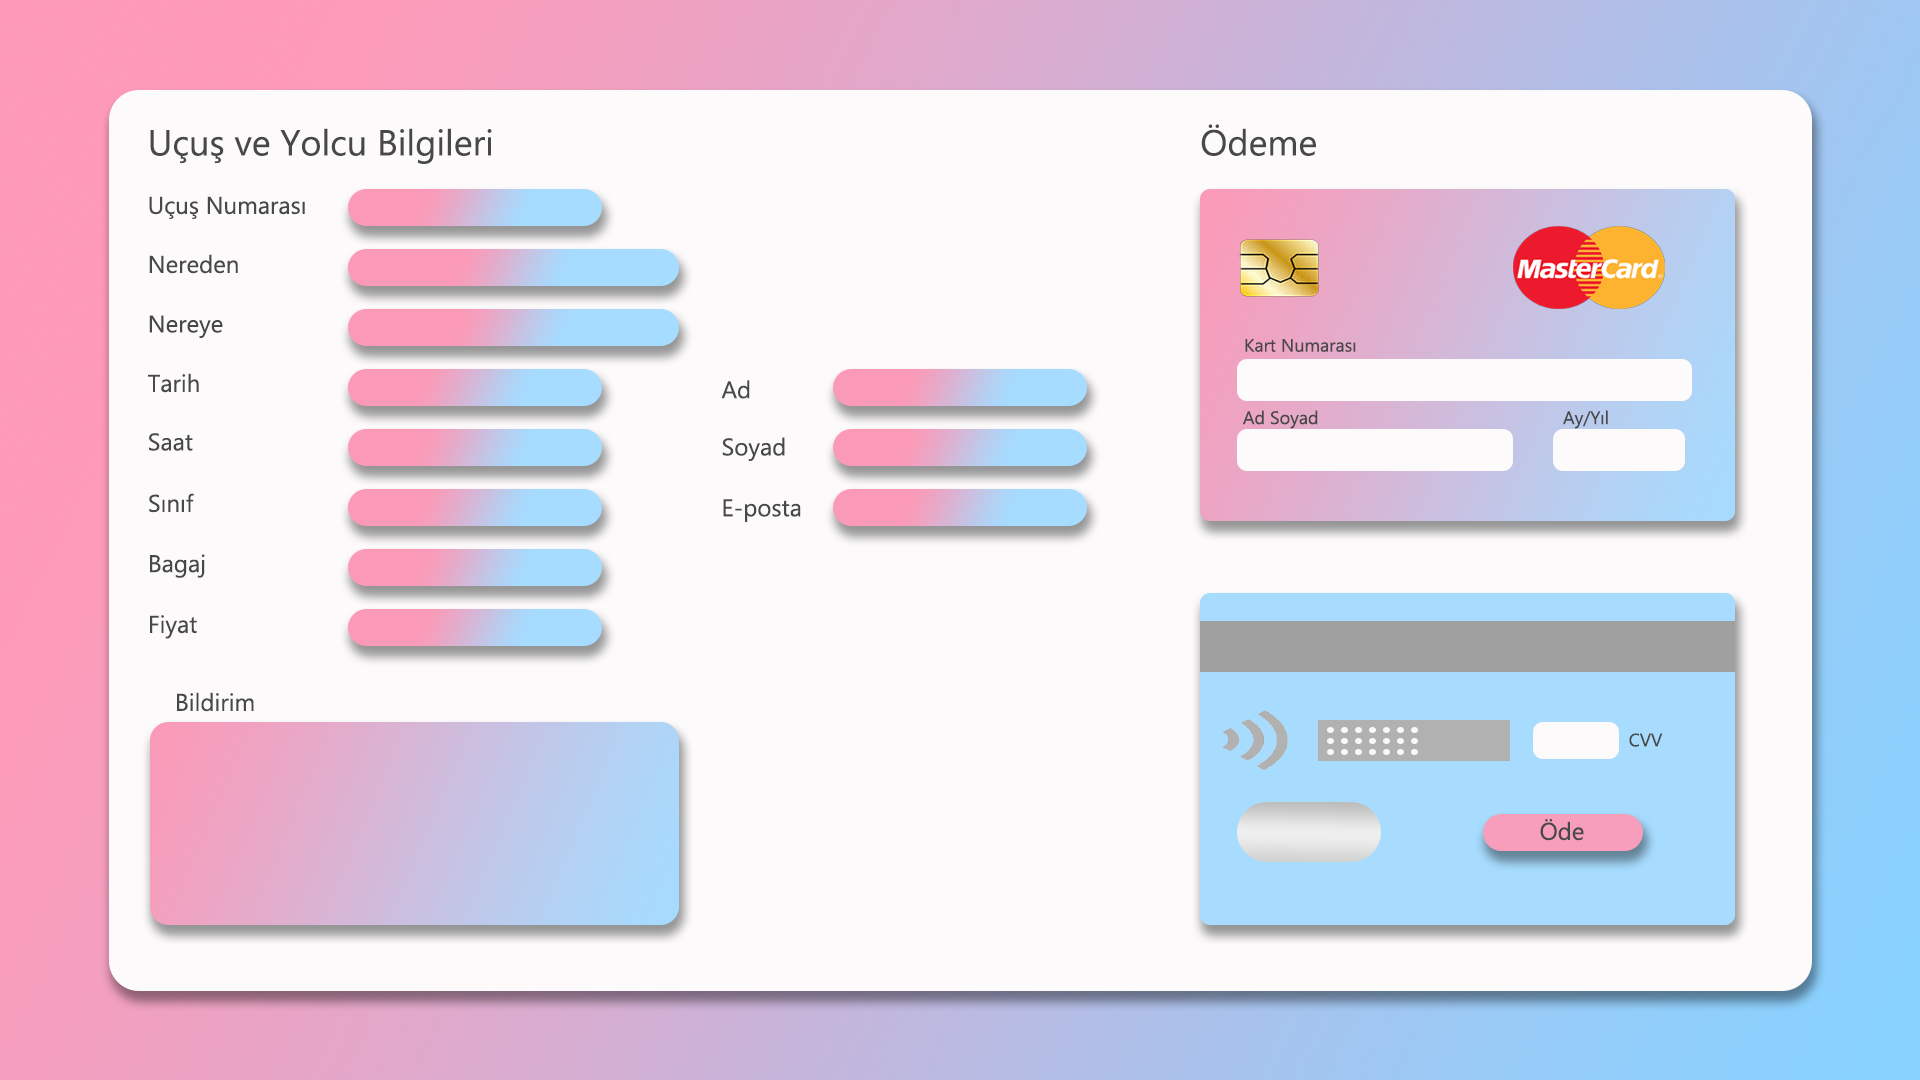 Uçuş ve Yolcu Bilgileri
Uçuş Numarası
Nereden
Nereye
Tarih
Saat
Sınıf
Bagaj
Fiyat
Bildirim
Ad
Soyad
E-posta
Ödeme
MasterCard
Kart Numarası
Ad Soyad
Ay/Yıl
CVV
Öde